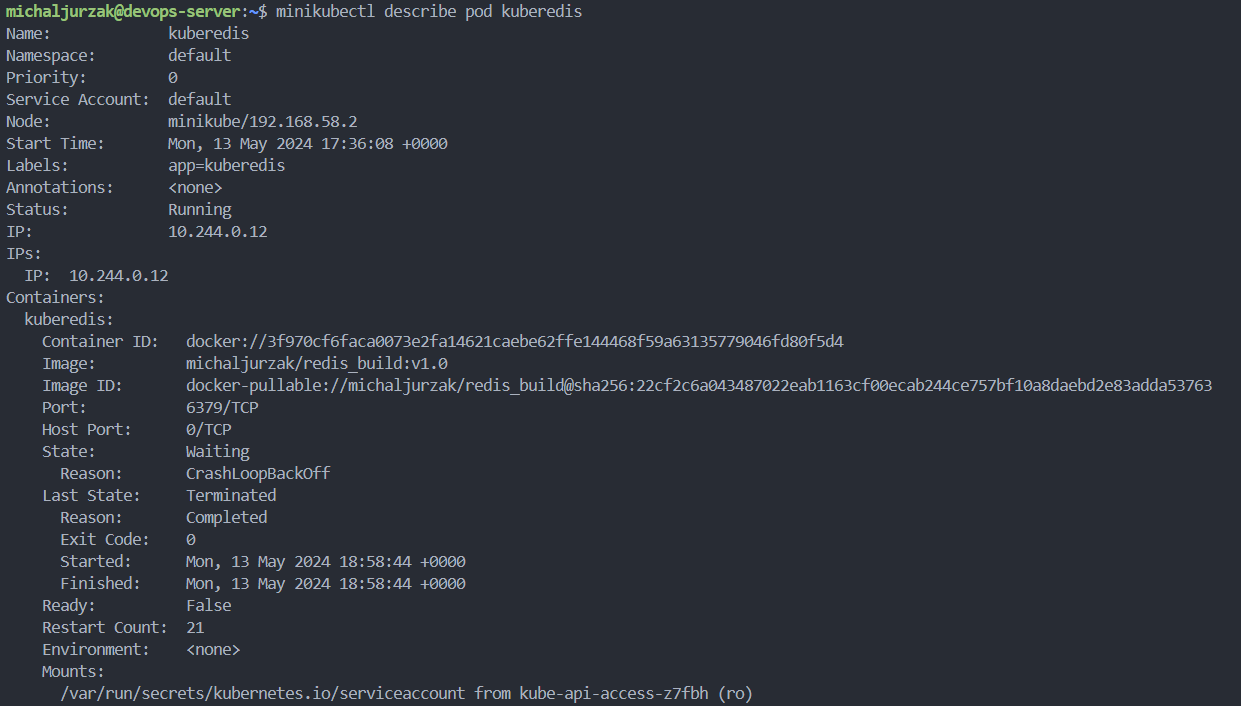 michaljurzak@devops-server:~$ minikubectl describe pod kuberedis
Name:             kuberedis
Namespace:        default
Priority:         0
Service Account:  default
Node:             minikube/192.168.58.2
Start Time:       Mon, 13 May 2024 17:36:08 +0000
Labels:           app=kuberedis
Annotations:      <none>
Status:           Running
IP:               10.244.0.12
IPs:
  IP:  10.244.0.12
Containers:
  kuberedis:
    Container ID:   docker://3f970cf6faca0073e2fa14621caebe62ffe144468f59a63135779046fd80f5d4
    Image:          michaljurzak/redis_build:v1.0
    Image ID:       docker-pullable://michaljurzak/redis_build@sha256:22cf2c6a043487022eab1163cf00ecab244ce757bf10a8daebd2e83adda53763
    Port:           6379/TCP
    Host Port:      0/TCP
    State:          Waiting
      Reason:       CrashLoopBackOff
    Last State:     Terminated
      Reason:       Completed
      Exit Code:    0
      Started:      Mon, 13 May 2024 18:58:44 +0000
      Finished:     Mon, 13 May 2024 18:58:44 +0000
    Ready:          False
    Restart Count:  21
    Environment:    <none>
    Mounts:
      /var/run/secrets/kubernetes.io/serviceaccount from kube-api-access-z7fbh (ro)